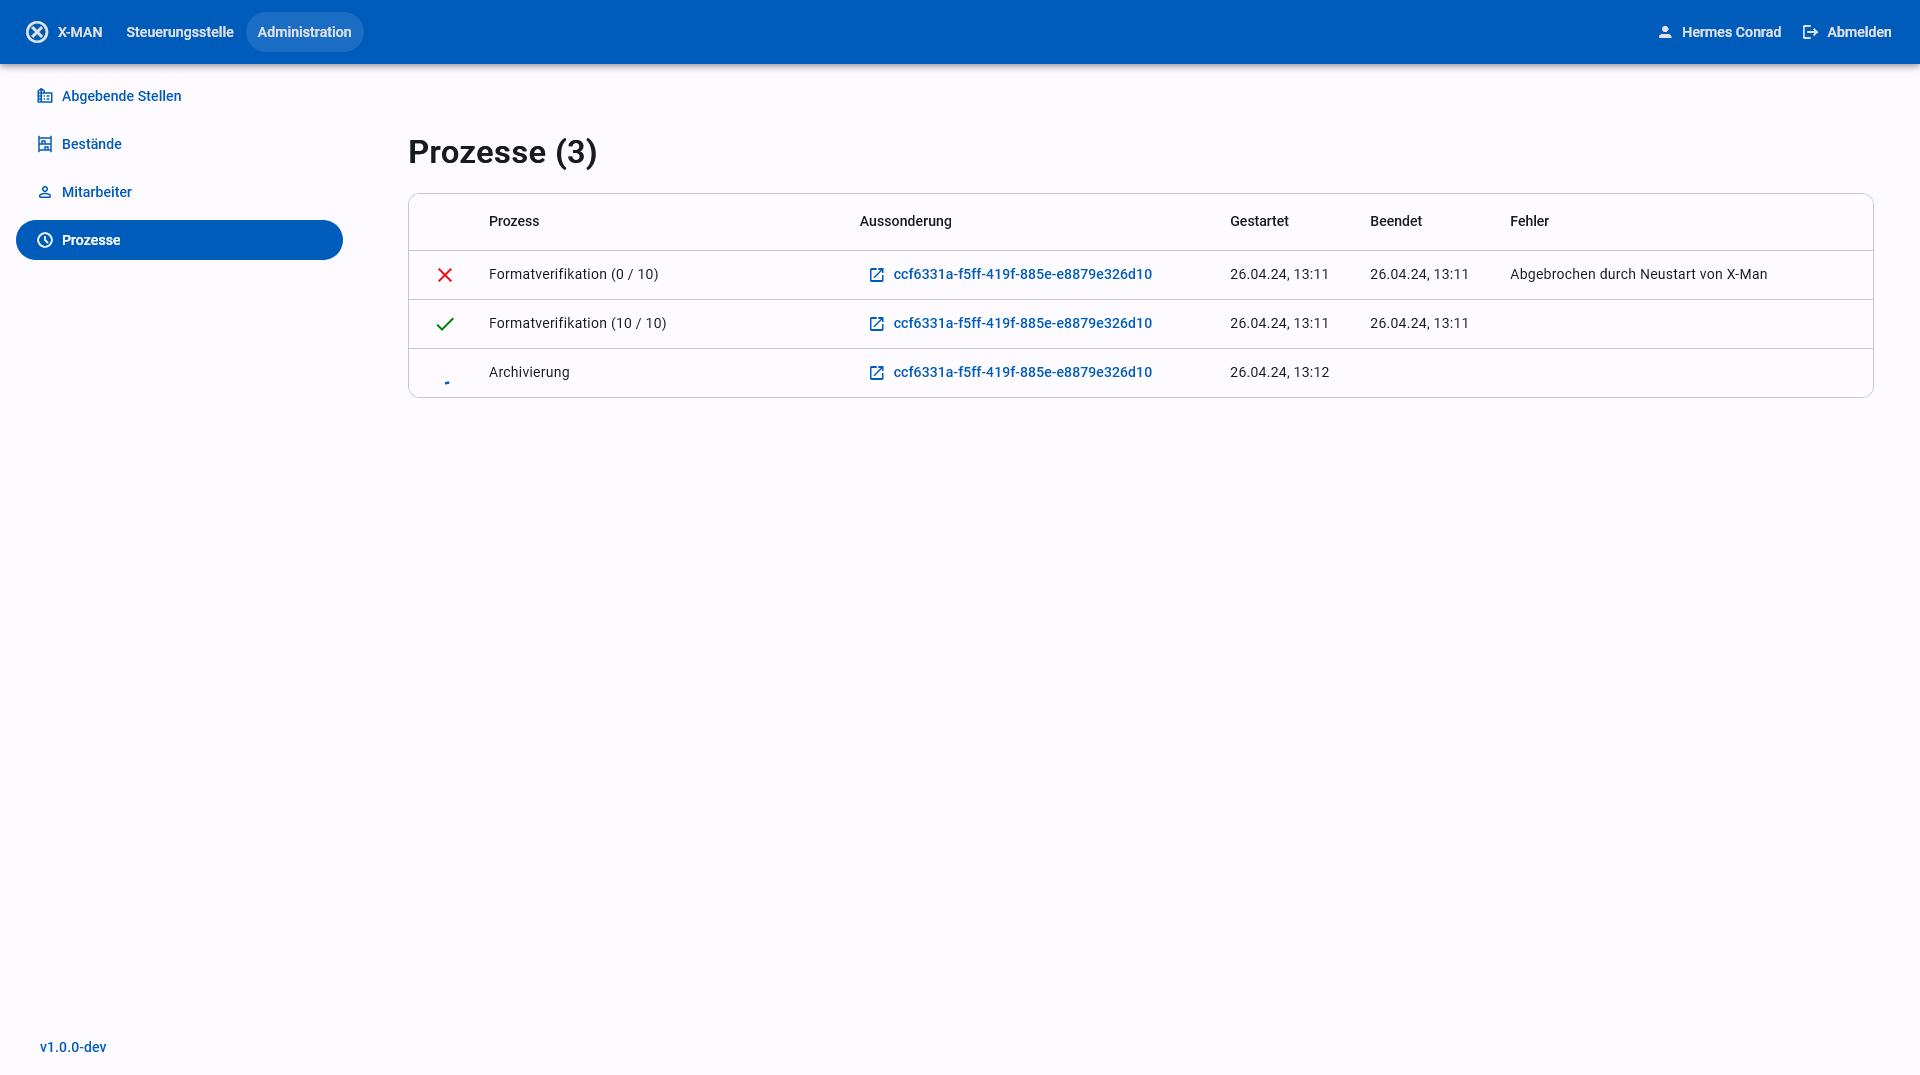 X-MAN Steuerungsstelle Administration Hermes Conrad Abmelden
Abgebende Stellen
Bestände
Mitarbeiter
Prozesse
Prozesse (3)
Prozess Aussonderung Gestartet Beendet Fehler
Formatverifikation (0 / 10) ccf6331a-f5ff-419f-885e-e8879e326d10 26.04.24, 13:11 26.04.24, 13:11 Abgebrochen durch Neustart von X-Man
Formatverifikation (10 / 10) ccf6331a-f5ff-419f-885e-e8879e326d10 26.04.24, 13:11 26.04.24, 13:11
Archivierung ccf6331a-f5ff-419f-885e-e8879e326d10 26.04.24, 13:12
v1.0.0-dev